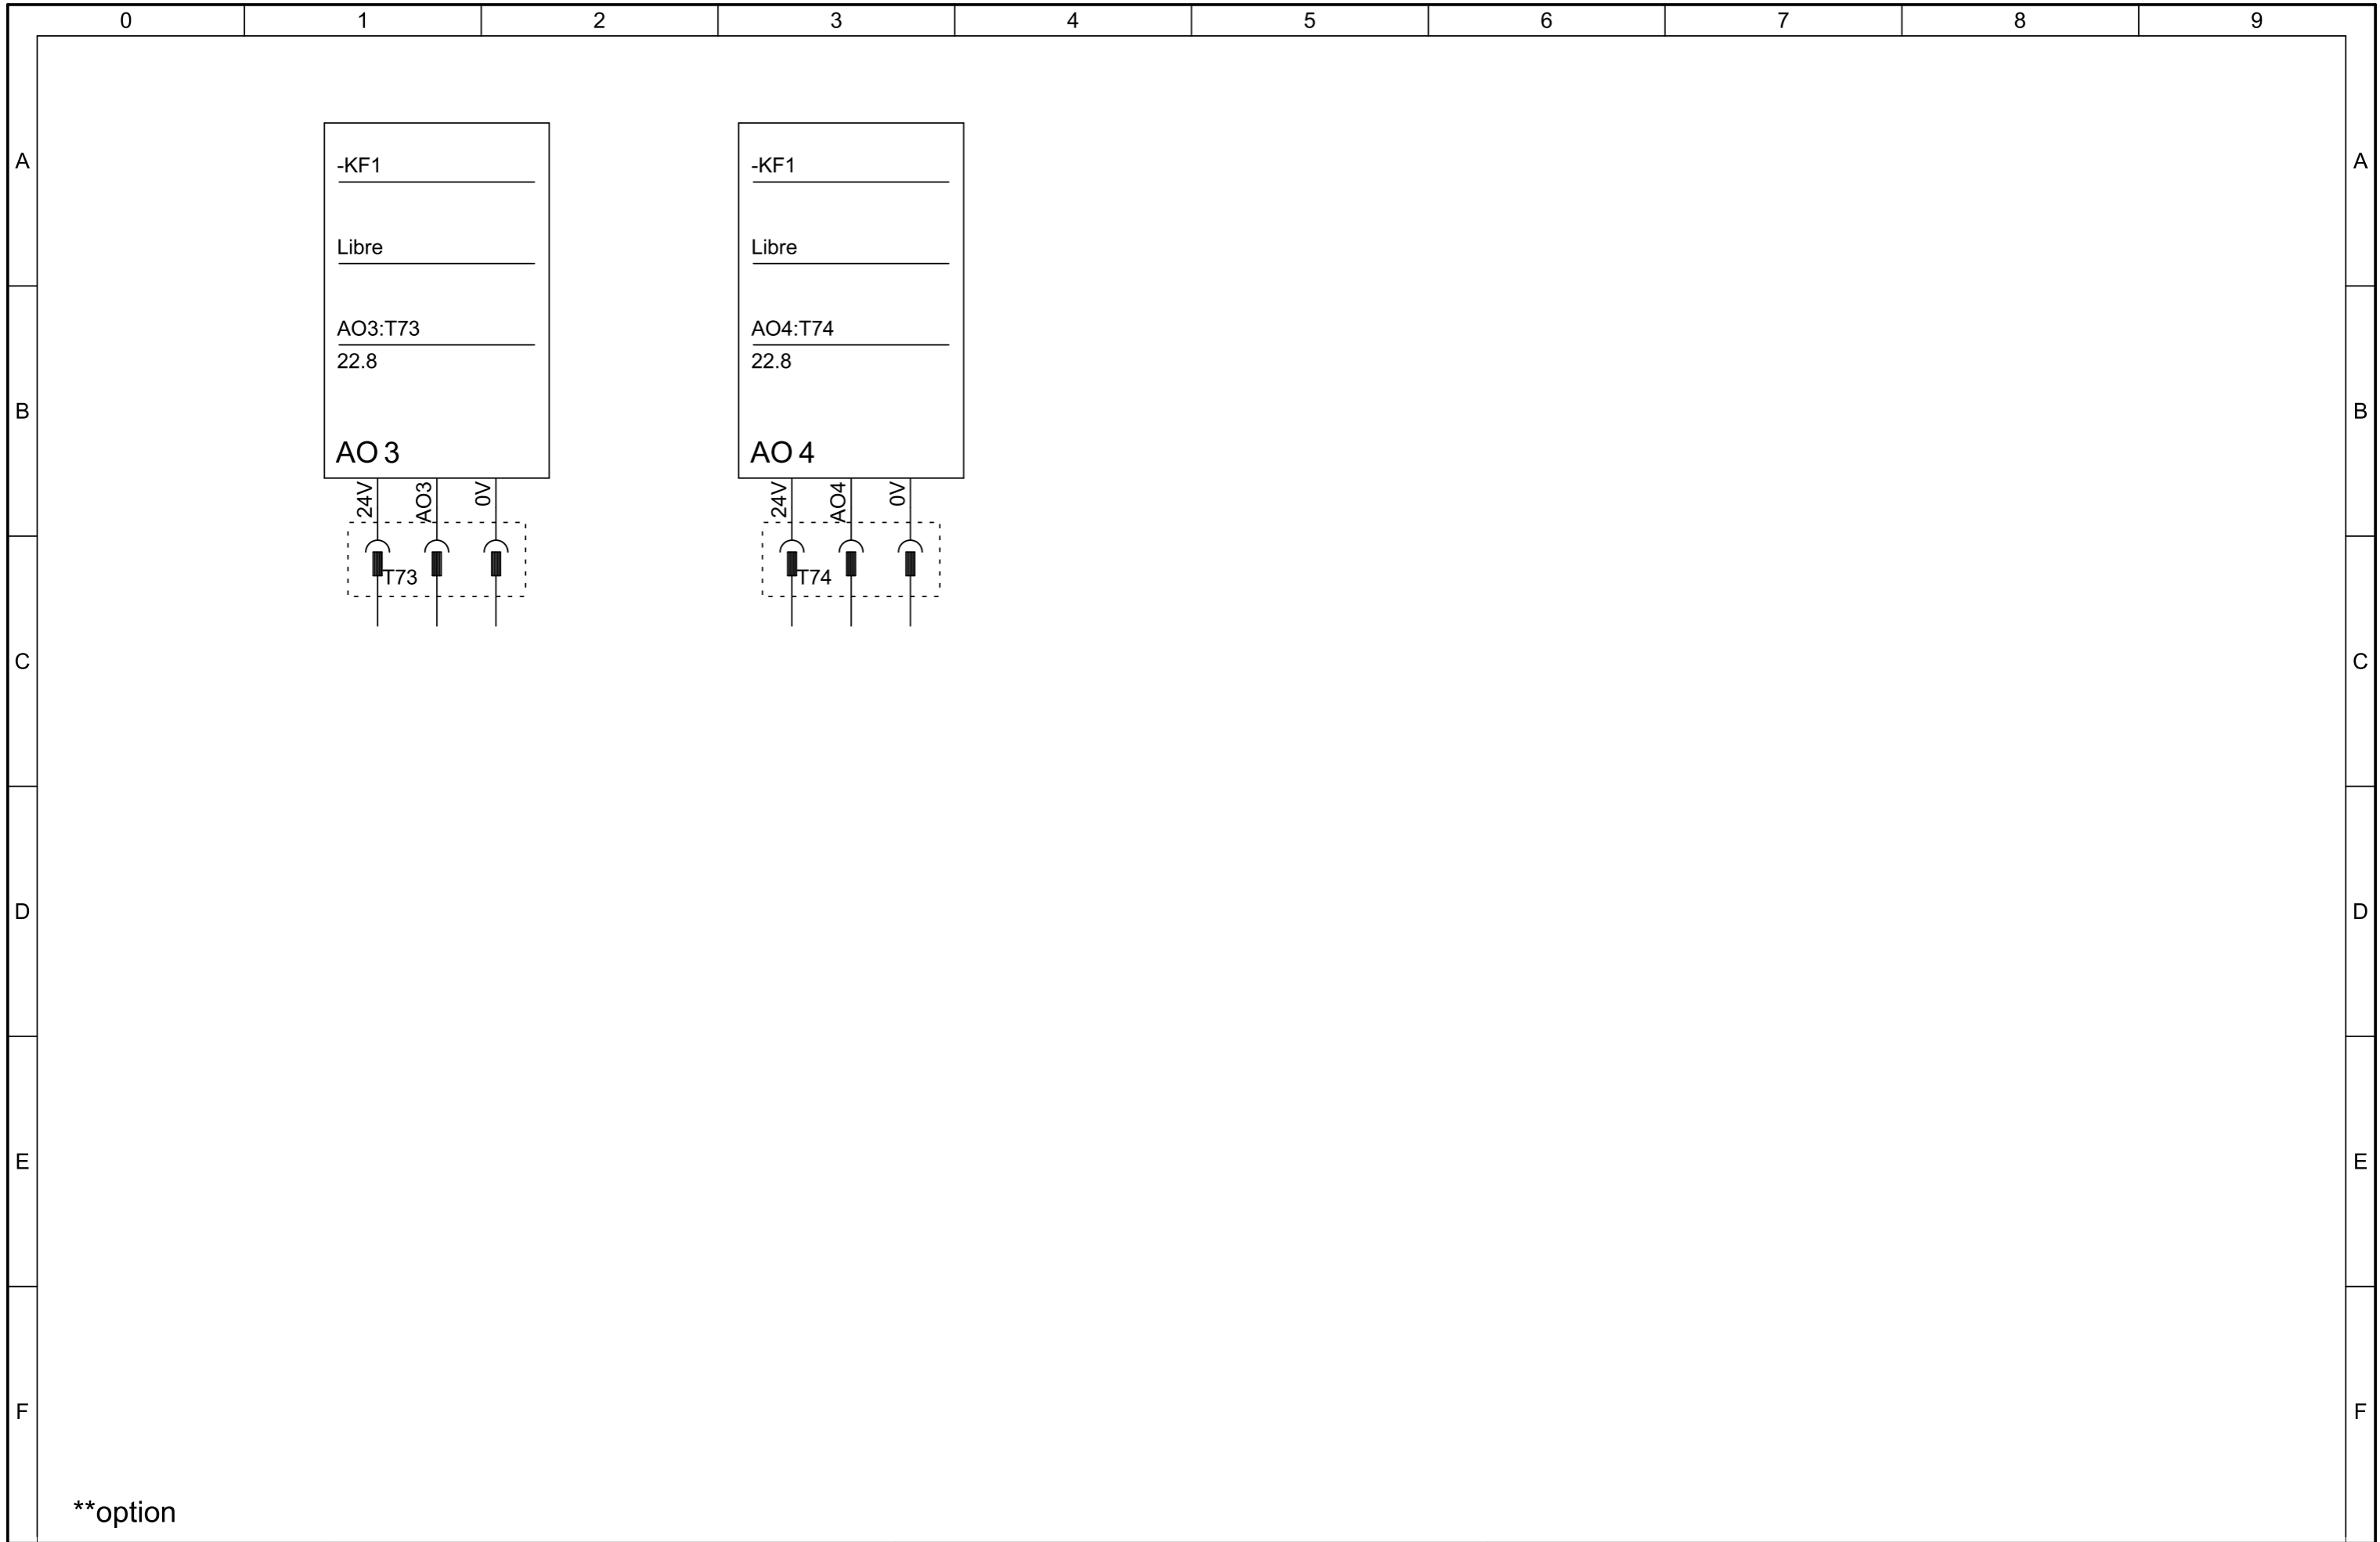 0 1 2 3 4 5 6 7 8 9
A A
-KF1 -KF1
Libre Libre
AO3:T73 AO4:T74
22.8 22.8
B B
AO 3 AO 4
24V AO3 0V 24V AO4 0V
T73 T74
C C
D D
E E
F F
**option